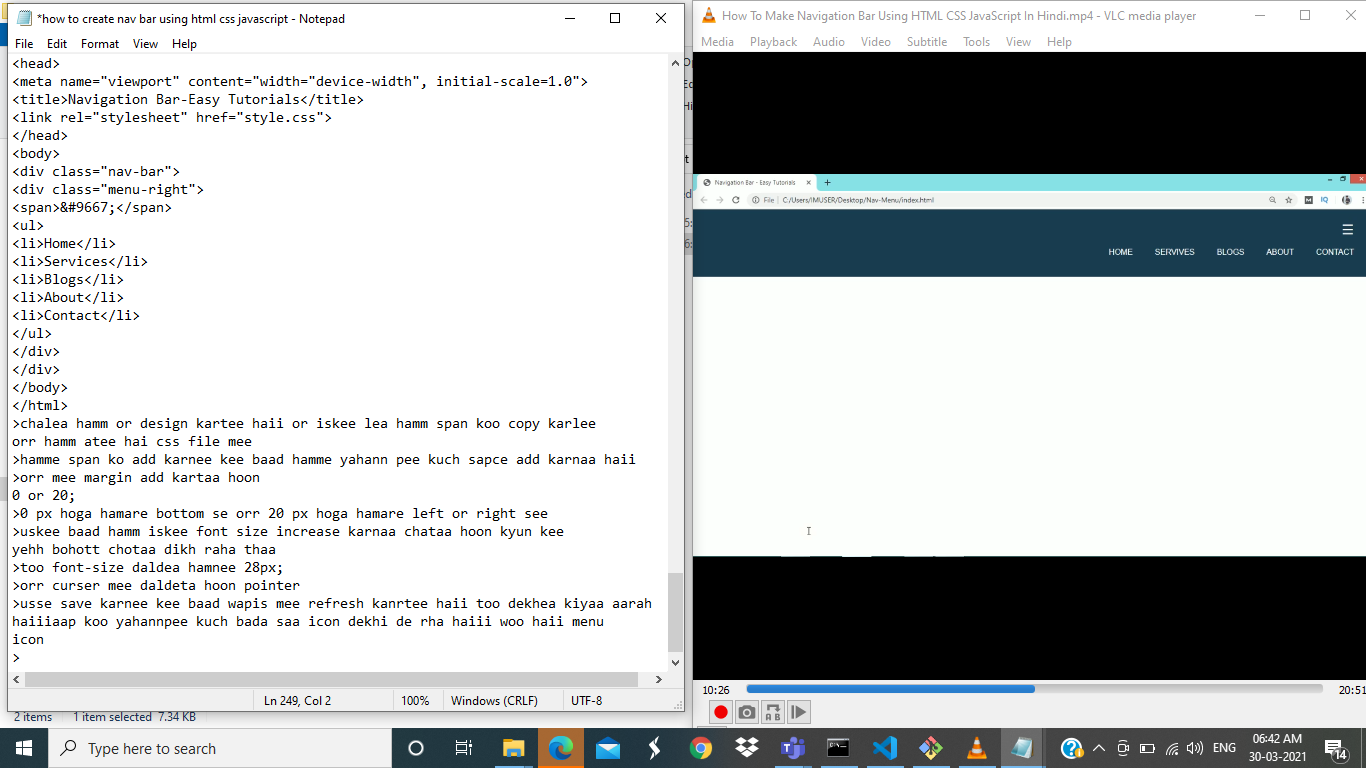 *how to create nav bar using html css javascript - Notepad
File Edit Format View Help
<head>
<meta name="viewport" content="width="device-width", initial-scale=1.0">
<title>Navigation Bar-Easy Tutorials</title>
<link rel="stylesheet" href="style.css">
</head>
<body>
<div class="nav-bar">
<div class="menu-right">
<span>&#9667;</span>
<ul>
<li>Home</li>
<li>Services</li>
<li>Blogs</li>
<li>About</li>
<li>Contact</li>
</ul>
</div>
</div>
</body>
</html>
>chalea hamm or design kartee haii or iskee lea hamm span koo copy karlee
orr hamm atee hai css file mee
>hamme span ko add karnee kee baad hamme yahann pee kuch sapce add karnaa haii
>orr mee margin add kartaa hoon
0 or 20;
>0 px hoga hamare bottom se orr 20 px hoga hamare left or right see
>uskee baad hamm iskee font size increase karnaa chataa hoon kyun kee
yehh bohott chotaa dikh raha thaa
>too font-size daldea hamnee 28px;
>orr curser mee daldeta hoon pointer
>usse save karnee kee baad wapis mee refresh kanrtee haii too dekhea kiyaa aarah
haiiiaap koo yahannpee kuch bada saa icon dekhi de rha haiii woo haii menu
icon
>
Ln 249, Col 2 100% Windows (CRLF) UTF-8
2 items 1 item selected 7.34 KB
How To Make Navigation Bar Using HTML CSS JavaScript In Hindi.mp4 - VLC media player
Media Playback Audio Video Subtitle Tools View Help
Navigation Bar - Easy Tutorials
File C:/Users/IMUSER/Desktop/Nav-Menu/index.html
HOME SERVIVES BLOGS ABOUT CONTACT
10:26 20:51
Type here to search
ENG
06:42 AM
30-03-2021
14